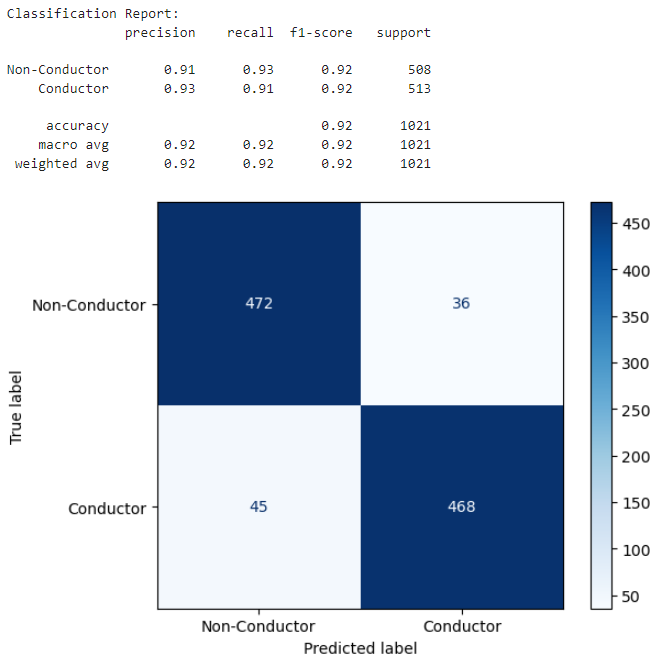 Classification Report:
precision recall f1-score support
Non-Conductor 0.91 0.93 0.92 508
Conductor 0.93 0.91 0.92 513
accuracy 0.92 1021
macro avg 0.92 0.92 0.92 1021
weighted avg 0.92 0.92 0.92 1021
True label
Non-Conductor 472 36
Conductor 45 468
Non-Conductor Conductor
Predicted label
450
400
350
300
250
200
150
100
50